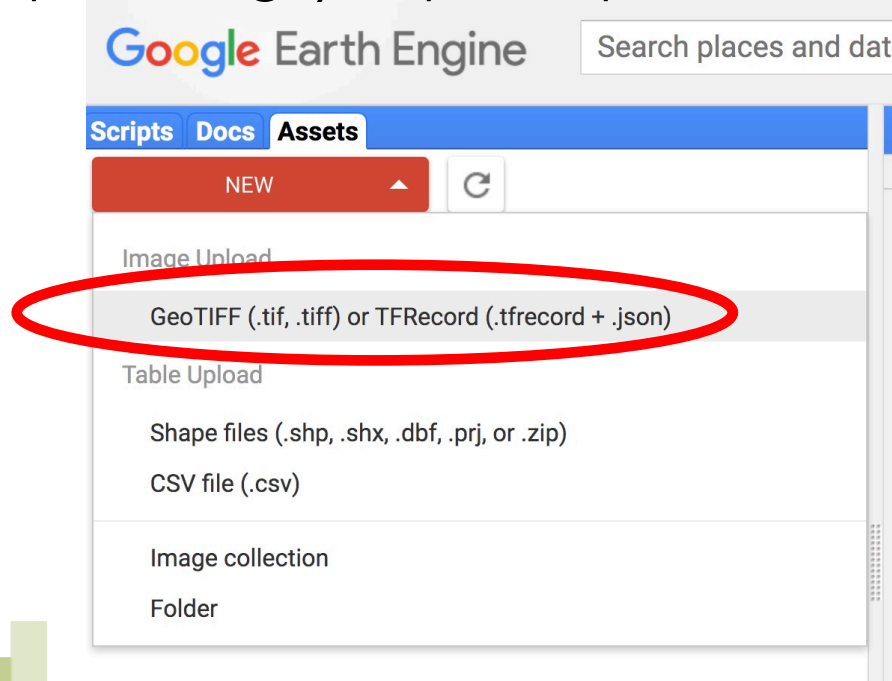 Google Earth Engine
Search places and dat
Scripts Docs Assets
NEW
Image Upload
GeoTIFF (.tif, .tiff) or TFRecord (.tfrecord + .json)
Table Upload
Shape files (.shp, .shx, .dbf, .prj, or .zip)
CSV file (.csv)
Image collection
Folder